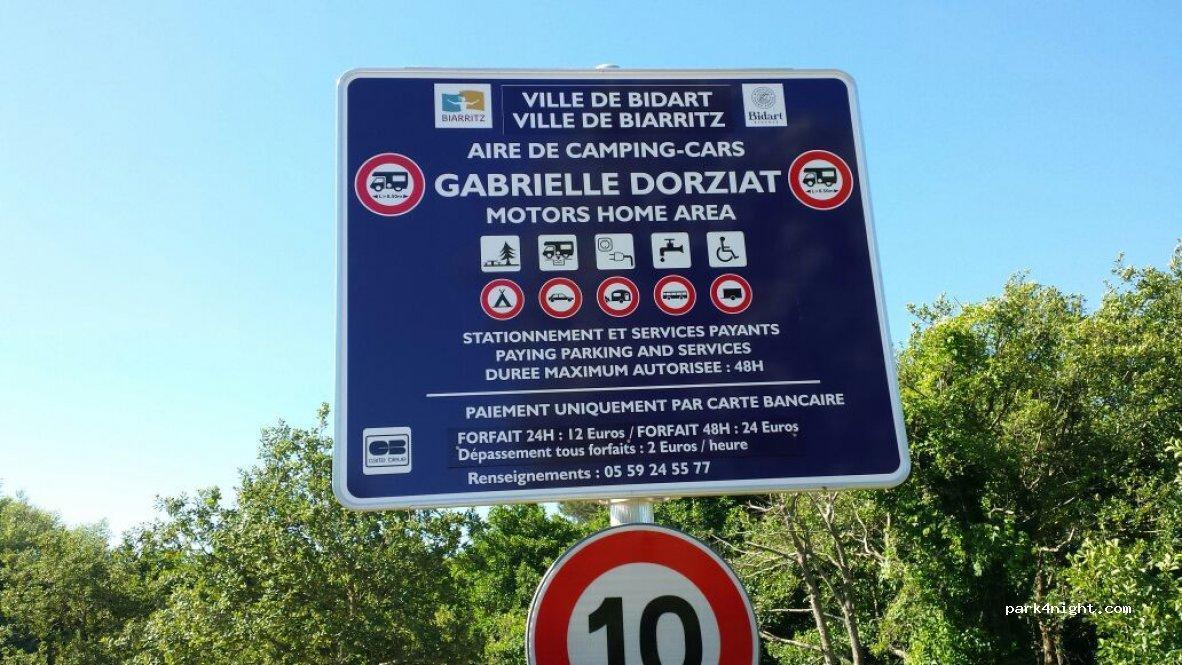 BIARRITZ
VILLE DE BIDART
VILLE DE BIARRITZ
Bidart
AIRE DE CAMPING-CARS
GABRIELLE DORZIAT
MOTORS HOME AREA
STATIONNEMENT ET SERVICES PAYANTS
PAYING PARKING AND SERVICES
DUREE MAXIMUM AUTORISEE : 48H
PAIEMENT UNIQUEMENT PAR CARTE BANCAIRE
FORFAIT 24H : 12 Euros / FORFAIT 48H : 24 Euros
Dépassement tous forfaits : 2 Euros / heure
Renseignements : 05 59 24 55 77
CB
carte bleue
10
park4night.com